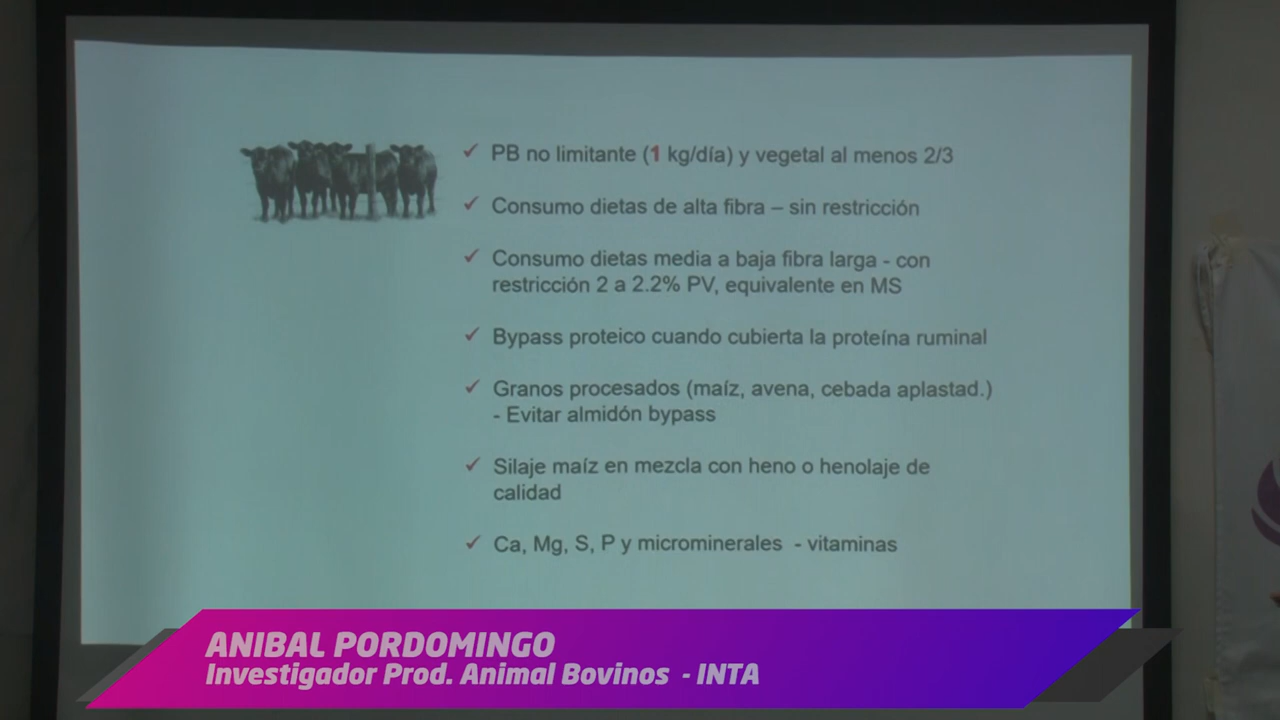 ✓ PB no limitante (1 kg/día) y vegetal al menos 2/3
✓ Consumo dietas de alta fibra – sin restricción
✓ Consumo dietas media a baja fibra larga - con
restricción 2 a 2.2% PV, equivalente en MS
✓ Bypass proteico cuando cubierta la proteína ruminal
✓ Granos procesados (maíz, avena, cebada aplastad.)
- Evitar almidón bypass
✓ Silaje maíz en mezcla con heno o henolaje de
calidad
✓ Ca, Mg, S, P y microminerales - vitaminas
ANIBAL PORDOMINGO
Investigador Prod. Animal Bovinos - INTA